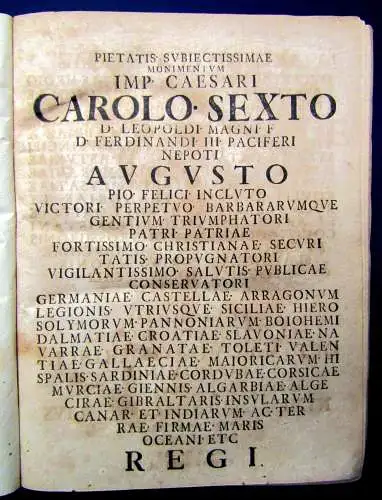 PIETATIS SVBIECTISSIMAE
MONIMENTVM
IMP CAESARI
CAROLO · SEXTO
D · LEOPOLDI · MAGNI · F
D · FERDINANDI · III · PACIFERI
NEPOTI
AVGVSTO
PIO FELICI INCLVTO
VICTORI PERPETVO BARBARARVMQVE
GENTIVM TRIVMPHATORI
PATRI PATRIAE
FORTISSIMO · CHRISTIANAE · SECVRI
TATIS PROPVGNATORI
VIGILANTISSIMO · SALVTIS · PVBLICAE
CONSERVATORI
GERMANIAE CASTELLAE ARRAGONVM
LEGIONIS · VTRIVSQVE · SICILIAE · HIERO
SOLYMORVM · PANNONIARVM · BOIOHEMI
DALMATIAE · CROATIAE · SLAVONIAE · NA
VARRAE GRANATAE TOLETI VALEN
TIAE · GALLAECIAE MAIORICARVM HI
SPALIS · SARDINIAE · CORDVBAE · CORSICAE
MVRCIAE · GIENNIS · ALGARBIAE · ALGE
CIRAE · GIBRALTARIS · INSVLARVM
CANAR · ET · INDIARVM · AC · TER
RAE FIRMAE MARIS
OCEANI · ETC
REGI